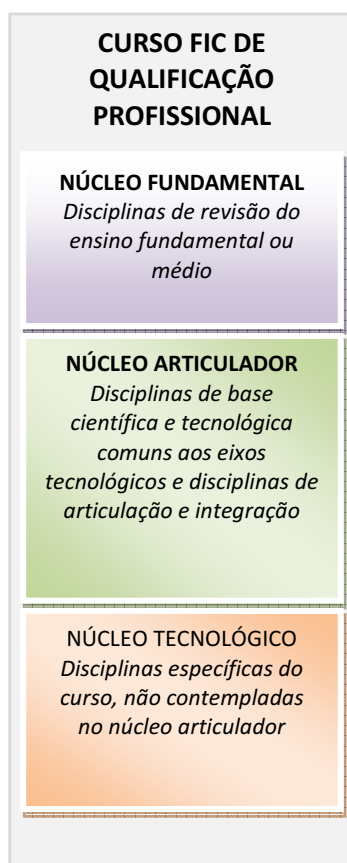 CURSO FIC DE
QUALIFICAÇÃO
PROFISSIONAL
NÚCLEO FUNDAMENTAL
Disciplinas de revisão do
ensino fundamental ou
médio
NÚCLEO ARTICULADOR
Disciplinas de base
científica e tecnológica
comuns aos eixos
tecnológicos e disciplinas de
articulação e integração
NÚCLEO TECNOLÓGICO
Disciplinas específicas do
curso, não contempladas
no núcleo articulador